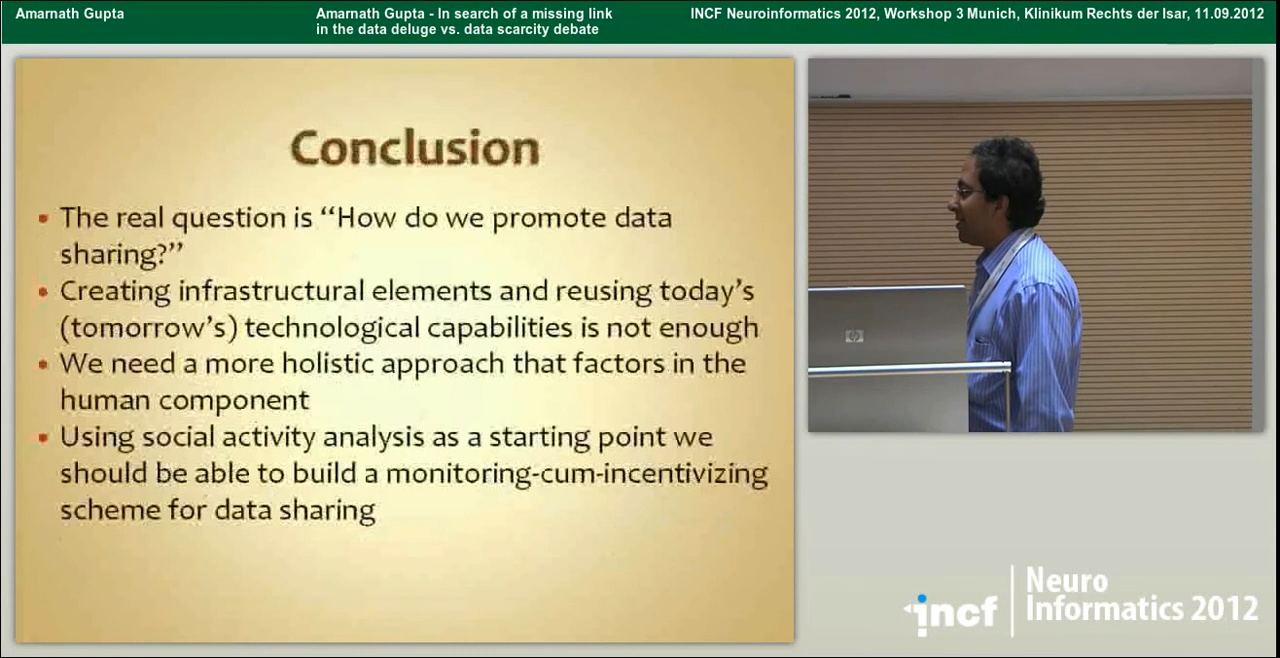 Amarnath Gupta
Amarnath Gupta - In search of a missing link
in the data deluge vs. data scarcity debate
INCF Neuroinformatics 2012, Workshop 3 Munich, Klinikum Rechts der Isar, 11.09.2012
Conclusion
• The real question is “How do we promote data
sharing?”
• Creating infrastructural elements and reusing today’s
(tomorrow’s) technological capabilities is not enough
• We need a more holistic approach that factors in the
human component
• Using social activity analysis as a starting point we
should be able to build a monitoring-cum-incentivizing
scheme for data sharing
hp
incf
Neuro
Informatics 2012